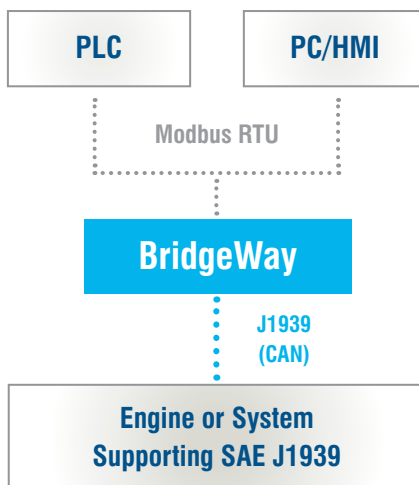 PLC
PC/HMI
Modbus RTU
BridgeWay
J1939
(CAN)
Engine or System
Supporting SAE J1939